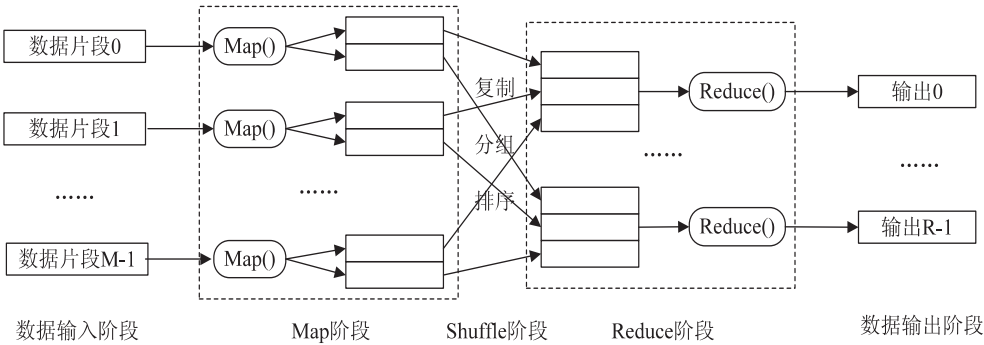 数据片段0
Map()
复制
Reduce()
输出0
数据片段1
Map()
分组
……
……
……
……
排序
数据片段M-1
Map()
Reduce()
输出R-1
数据输入阶段
Map阶段
Shuffle阶段
Reduce阶段
数据输出阶段